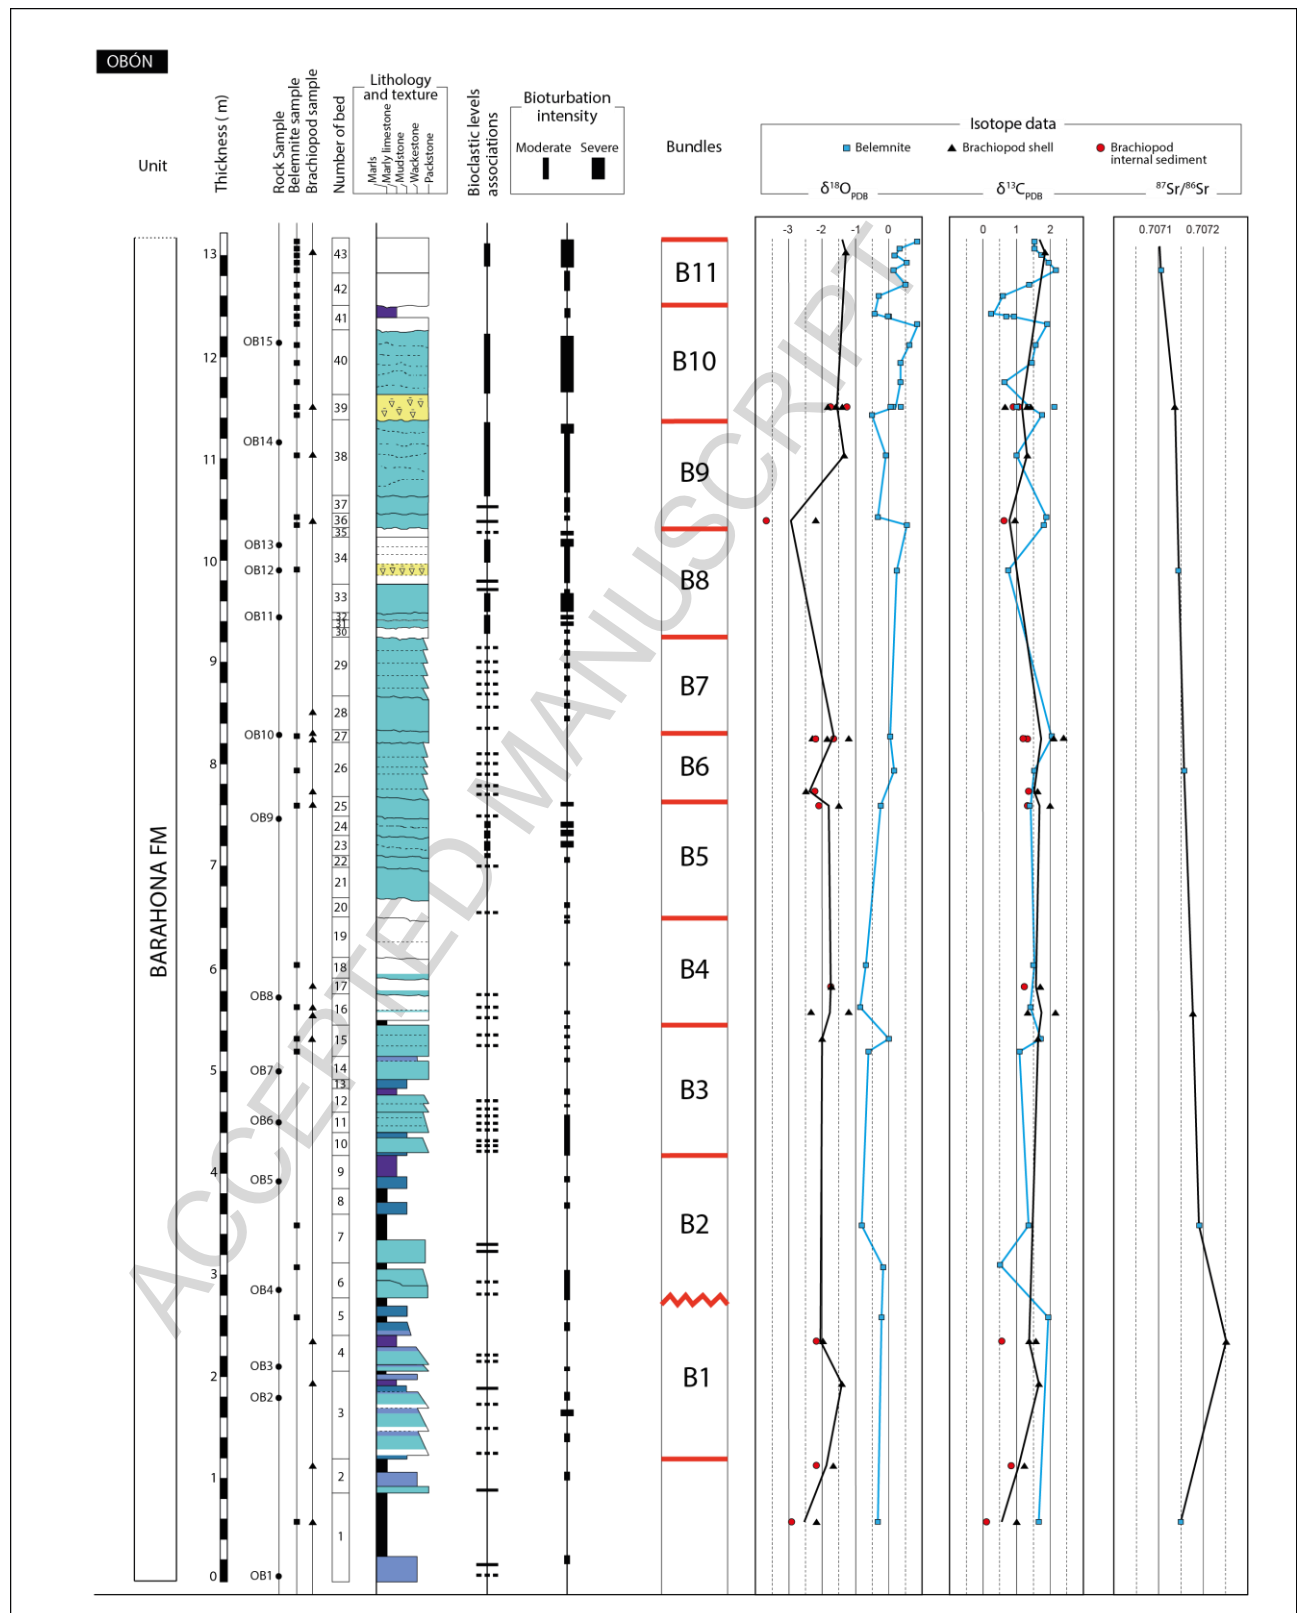 OBÓN
Unit
Thickness ( m)
Rock Sample
Belemnite sample
Brachiopod sample
Number of bed
Lithology
and texture
Marls
Marly limestone
Mudstone
Wackestone
Packstone
Bioclastic levels
associations
Bioturbation
intensity
Moderate
Severe
Bundles
Isotope data
Belemnite
Brachiopod shell
Brachiopod
internal sediment
δ18OPDB
δ13CPDB
87Sr/86Sr
-3 -2 -1 0
0 1 2
0.7071 0.7072
BARAHONA FM
13
12
11
10
9
8
7
6
5
4
3
2
1
0
OB15
OB14
OB13
OB12
OB11
OB10
OB9
OB8
OB7
OB6
OB5
OB4
OB3
OB2
OB1
43
42
41
40
39
38
37
36
35
34
33
32
31
30
29
28
27
26
25
24
23
22
21
20
19
18
17
16
15
14
13
12
11
10
9
8
7
6
5
4
3
2
1
B11
B10
B9
B8
B7
B6
B5
B4
B3
B2
B1
ACCEPTED MANUSCRIPT